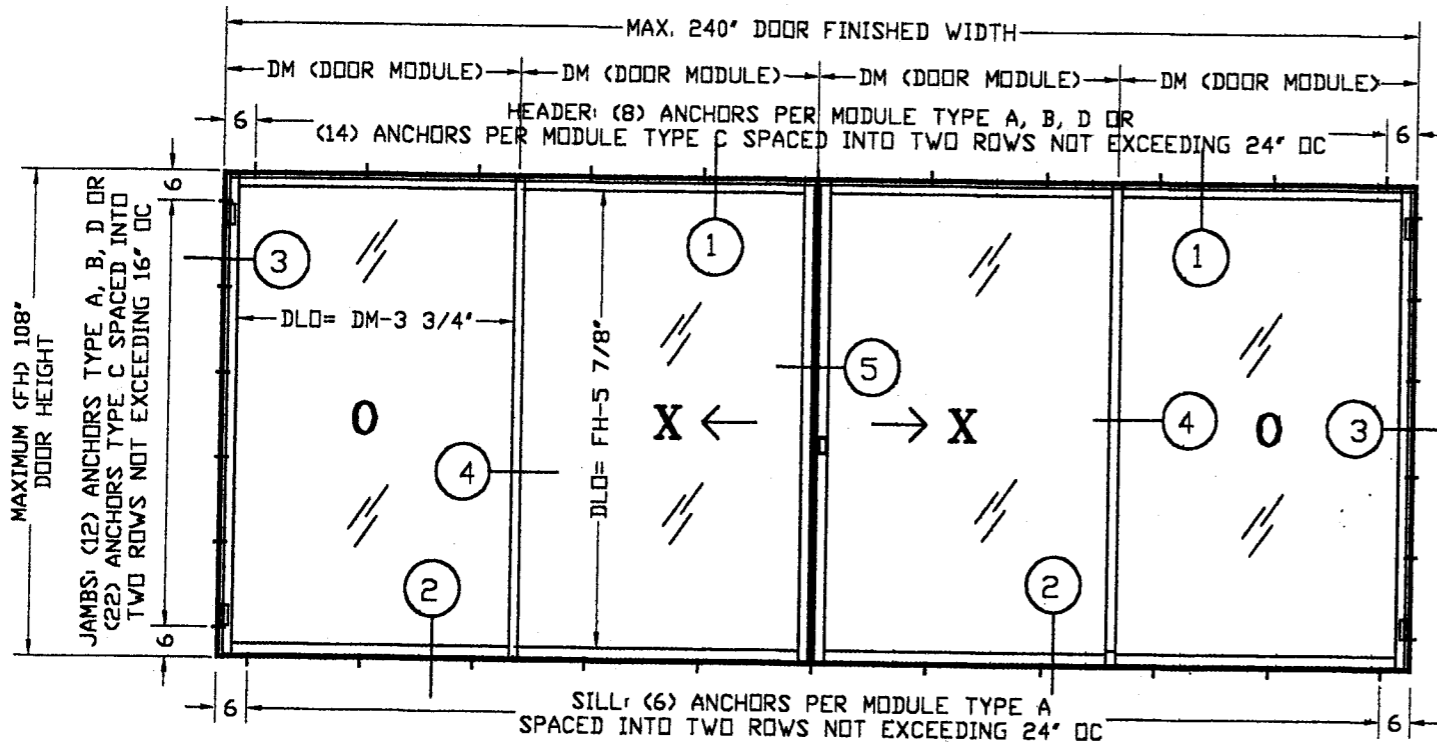 MAX. 240" DOOR FINISHED WIDTH
DM (DOOR MODULE)
DM (DOOR MODULE)
DM (DOOR MODULE)
DM (DOOR MODULE)
HEADER: (8) ANCHORS PER MODULE TYPE A, B, D OR
(14) ANCHORS PER MODULE TYPE C SPACED INTO TWO ROWS NOT EXCEEDING 24" OC
6
6
MAXIMUM (FH) 108"
DOOR HEIGHT
JAMBS: (12) ANCHORS TYPE A, B, D OR
(22) ANCHORS TYPE C SPACED INTO
TWO ROWS NOT EXCEEDING 16" OC
6
6
3
1
1
DLO= DM-3 3/4"
DLO= FH-5 7/8"
5
O
X
X
O
4
4
3
2
2
6
6
SILL: (6) ANCHORS PER MODULE TYPE A
SPACED INTO TWO ROWS NOT EXCEEDING 24" OC